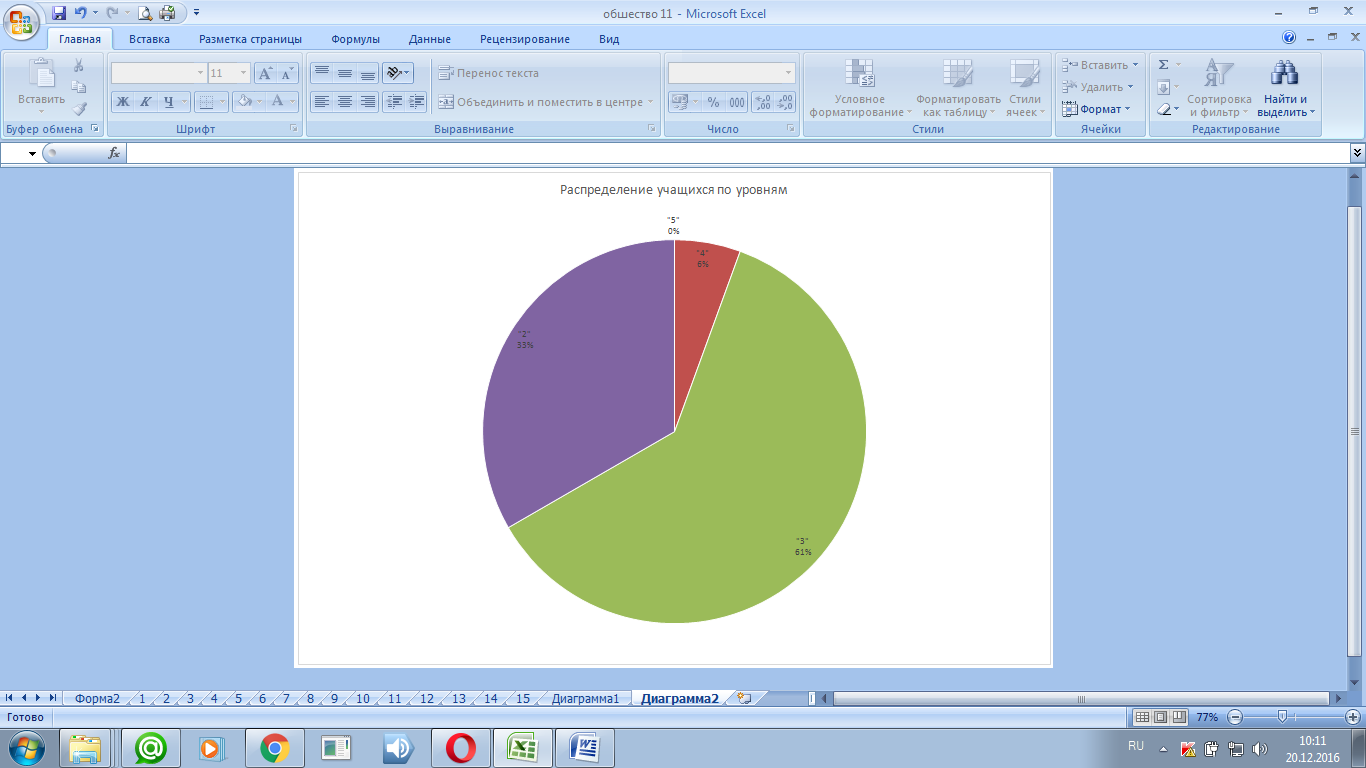 обшество 11 - Microsoft Excel
Главная
Вставка
Разметка страницы
Формулы
Данные
Рецензирование
Вид
Вставить
Буфер обмена
11
Ж К Ч
Шрифт
Перенос текста
Объединить и поместить в центре
Выравнивание
% 000
Число
Условное форматирование
Форматировать как таблицу
Стили ячеек
Стили
Вставить
Удалить
Формат
Ячейки
Сортировка и фильтр
Найти и выделить
Редактирование
Распределение учащихся по уровням
"5"
0%
"4"
6%
"2"
33%
"3"
61%
Форма2 1 2 3 4 5 6 7 8 9 10 11 12 13 14 15 Диаграмма1 Диаграмма2
Готово
77%
RU
10:11
20.12.2016